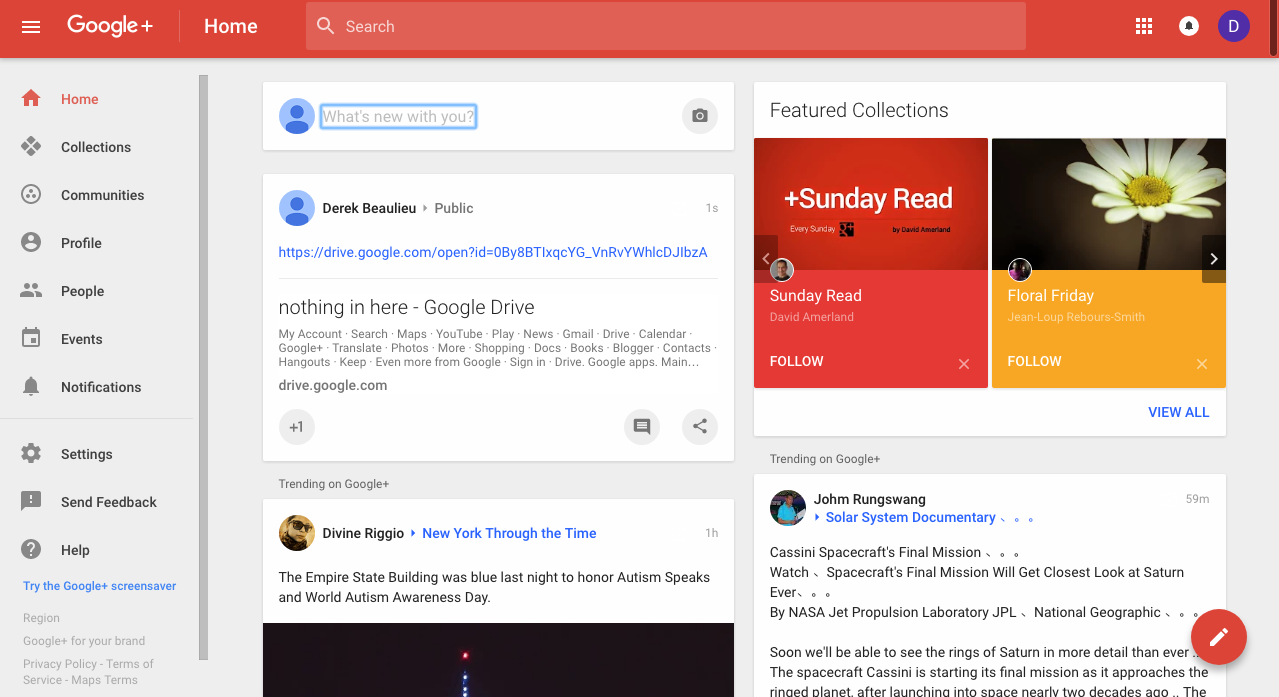 Google+
Home
Search
D
Home
Collections
Communities
Profile
People
Events
Notifications
Settings
Send Feedback
Help
Try the Google+ screensaver
Region
Google+ for your brand
Privacy Policy - Terms of
Service - Maps Terms
What's new with you?
Derek Beaulieu Public 1s
https://drive.google.com/open?id=0By8BTIxqcYG_VnRvYWhlcDJIbzA
nothing in here - Google Drive
My Account · Search · Maps · YouTube · Play · News · Gmail · Drive · Calendar ·
Google+ · Translate · Photos · More · Shopping · Docs · Books · Blogger · Contacts ·
Hangouts · Keep · Even more from Google · Sign in · Drive. Google apps. Main...
drive.google.com
+1
Trending on Google+
Divine Riggio New York Through the Time 1h
The Empire State Building was blue last night to honor Autism Speaks
and World Autism Awareness Day.
Featured Collections
+Sunday Read
Every Sunday by David Amerland
Sunday Read
David Amerland
FOLLOW
Floral Friday
Jean-Loup Rebours-Smith
FOLLOW
VIEW ALL
Trending on Google+
Johm Rungswang 59m
Solar System Documentary 、。。。
Cassini Spacecraft's Final Mission 、。。。
Watch 、Spacecraft's Final Mission Will Get Closest Look at Saturn
Ever、。。。
By NASA Jet Propulsion Laboratory JPL 、National Geographic 、。。。
Soon we'll be able to see the rings of Saturn in more detail than ever ..
The spacecraft Cassini is starting its final mission as it approaches the
ringed planet, after launching into space nearly two decades ago .. The